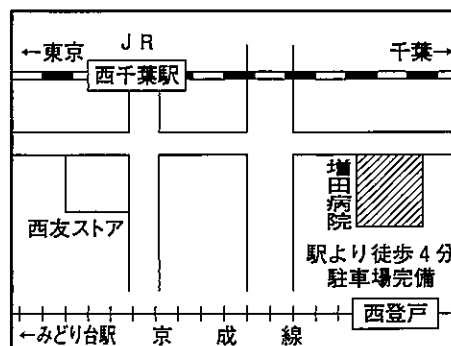 JR
←東京
千葉→
西千葉駅
増田病院
西友ストア
駅より徒歩4分
駐車場完備
西登戸
←みどり台駅 京成線